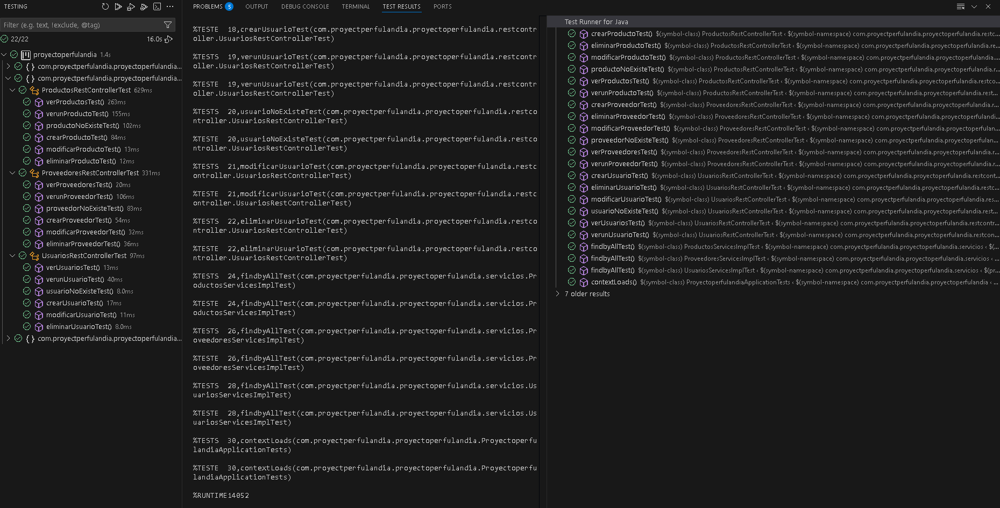 TESTING
Filter (e.g. text, !exclude, @tag)
22/22
16.0s
proyectoperfulandia 1.4s
{ } com.proyectperfulandia.proyectoperfulandia...
{ } com.proyectperfulandia.proyectoperfulandia...
ProductosRestControllerTest 629ms
verProductosTest() 263ms
verunProductoTest() 155ms
productoNoExisteTest() 102ms
crearProductoTest() 84ms
modificarProductoTest() 13ms
eliminarProductoTest() 12ms
ProveedoresRestControllerTest 331ms
verProveedoresTest() 20ms
verunProveedorTest() 106ms
proveedorNoExisteTest() 83ms
crearProveedorTest() 54ms
modificarProveedorTest() 32ms
eliminarProveedorTest() 36ms
UsuariosRestControllerTest 97ms
verUsuariosTest() 13ms
verunUsuarioTest() 40ms
usuarioNoExisteTest() 8.0ms
crearUsuarioTest() 17ms
modificarUsuarioTest() 11ms
eliminarUsuarioTest() 8.0ms
{ } com.proyectperfulandia.proyectoperfulandia...
PROBLEMS 5 OUTPUT DEBUG CONSOLE TERMINAL TEST RESULTS PORTS
%TESTE  18,crearUsuarioTest(com.proyectperfulandia.proyectoperfulandia.restcontr
oller.UsuariosRestControllerTest)
%TESTS  19,verunUsuarioTest(com.proyectperfulandia.proyectoperfulandia.restcontr
oller.UsuariosRestControllerTest)
%TESTE  19,verunUsuarioTest(com.proyectperfulandia.proyectoperfulandia.restcontr
oller.UsuariosRestControllerTest)
%TESTS  20,usuarioNoExisteTest(com.proyectperfulandia.proyectoperfulandia.restco
ntroller.UsuariosRestControllerTest)
%TESTE  20,usuarioNoExisteTest(com.proyectperfulandia.proyectoperfulandia.restco
ntroller.UsuariosRestControllerTest)
%TESTS  21,modificarUsuarioTest(com.proyectperfulandia.proyectoperfulandia.restc
ontroller.UsuariosRestControllerTest)
%TESTE  21,modificarUsuarioTest(com.proyectperfulandia.proyectoperfulandia.restc
ontroller.UsuariosRestControllerTest)
%TESTS  22,eliminarUsuarioTest(com.proyectperfulandia.proyectoperfulandia.restco
ntroller.UsuariosRestControllerTest)
%TESTE  22,eliminarUsuarioTest(com.proyectperfulandia.proyectoperfulandia.restco
ntroller.UsuariosRestControllerTest)
%TESTS  24,findbyAllTest(com.proyectperfulandia.proyectoperfulandia.servicios.Pr
oductosServicesImplTest)
%TESTE  24,findbyAllTest(com.proyectperfulandia.proyectoperfulandia.servicios.Pr
oductosServicesImplTest)
%TESTS  26,findbyAllTest(com.proyectperfulandia.proyectoperfulandia.servicios.Pr
oveedoresServicesImplTest)
%TESTE  26,findbyAllTest(com.proyectperfulandia.proyectoperfulandia.servicios.Pr
oveedoresServicesImplTest)
%TESTS  28,findbyAllTest(com.proyectperfulandia.proyectoperfulandia.servicios.Us
uariosServicesImplTest)
%TESTE  28,findbyAllTest(com.proyectperfulandia.proyectoperfulandia.servicios.Us
uariosServicesImplTest)
%TESTS  30,contextLoads(com.proyectperfulandia.proyectoperfulandia.Proyectoperfu
landiaApplicationTests)
%TESTE  30,contextLoads(com.proyectperfulandia.proyectoperfulandia.Proyectoperfu
landiaApplicationTests)
%RUNTIME14052
Test Runner for Java
crearProductoTest() $(symbol-class) ProductosRestControllerTest ‹ $(symbol-namespace) com.proyectperfulandia.proyectoperfulandia.restc...
eliminarProductoTest() $(symbol-class) ProductosRestControllerTest ‹ $(symbol-namespace) com.proyectperfulandia.proyectoperfulandia.re...
modificarProductoTest() $(symbol-class) ProductosRestControllerTest ‹ $(symbol-namespace) com.proyectperfulandia.proyectoperfulandia....
productoNoExisteTest() $(symbol-class) ProductosRestControllerTest ‹ $(symbol-namespace) com.proyectperfulandia.proyectoperfulandia.r...
verProductosTest() $(symbol-class) ProductosRestControllerTest ‹ $(symbol-namespace) com.proyectperfulandia.proyectoperfulandia.restco...
verunProductoTest() $(symbol-class) ProductosRestControllerTest ‹ $(symbol-namespace) com.proyectperfulandia.proyectoperfulandia.rest...
crearProveedorTest() $(symbol-class) ProveedoresRestControllerTest ‹ $(symbol-namespace) com.proyectperfulandia.proyectoperfulandia.r...
eliminarProveedorTest() $(symbol-class) ProveedoresRestControllerTest ‹ $(symbol-namespace) com.proyectperfulandia.proyectoperfulandia...
modificarProveedorTest() $(symbol-class) ProveedoresRestControllerTest ‹ $(symbol-namespace) com.proyectperfulandia.proyectoperfulan...
proveedorNoExisteTest() $(symbol-class) ProveedoresRestControllerTest ‹ $(symbol-namespace) com.proyectperfulandia.proyectoperfulan...
verProveedoresTest() $(symbol-class) ProveedoresRestControllerTest ‹ $(symbol-namespace) com.proyectperfulandia.proyectoperfulandia.r...
verunProveedorTest() $(symbol-class) ProveedoresRestControllerTest ‹ $(symbol-namespace) com.proyectperfulandia.proyectoperfulandia.r...
crearUsuarioTest() $(symbol-class) UsuariosRestControllerTest ‹ $(symbol-namespace) com.proyectperfulandia.proyectoperfulandia.restcont...
eliminarUsuarioTest() $(symbol-class) UsuariosRestControllerTest ‹ $(symbol-namespace) com.proyectperfulandia.proyectoperfulandia.restc...
modificarUsuarioTest() $(symbol-class) UsuariosRestControllerTest ‹ $(symbol-namespace) com.proyectperfulandia.proyectoperfulandia.res...
usuarioNoExisteTest() $(symbol-class) UsuariosRestControllerTest ‹ $(symbol-namespace) com.proyectperfulandia.proyectoperfulandia.rest...
verUsuariosTest() $(symbol-class) UsuariosRestControllerTest ‹ $(symbol-namespace) com.proyectperfulandia.proyectoperfulandia.restcontr...
verunUsuarioTest() $(symbol-class) UsuariosRestControllerTest ‹ $(symbol-namespace) com.proyectperfulandia.proyectoperfulandia.restcon...
findbyAllTest() $(symbol-class) ProductosServicesImplTest ‹ $(symbol-namespace) com.proyectperfulandia.proyectoperfulandia.servicios ‹ $(s...
findbyAllTest() $(symbol-class) ProveedoresServicesImplTest ‹ $(symbol-namespace) com.proyectperfulandia.proyectoperfulandia.servicios ‹ ...
findbyAllTest() $(symbol-class) UsuariosServicesImplTest ‹ $(symbol-namespace) com.proyectperfulandia.proyectoperfulandia.servicios ‹ $(pr...
contextLoads() $(symbol-class) ProyectoperfulandiaApplicationTests ‹ $(symbol-namespace) com.proyectperfulandia.proyectoperfulandia ‹ ...
7 older results